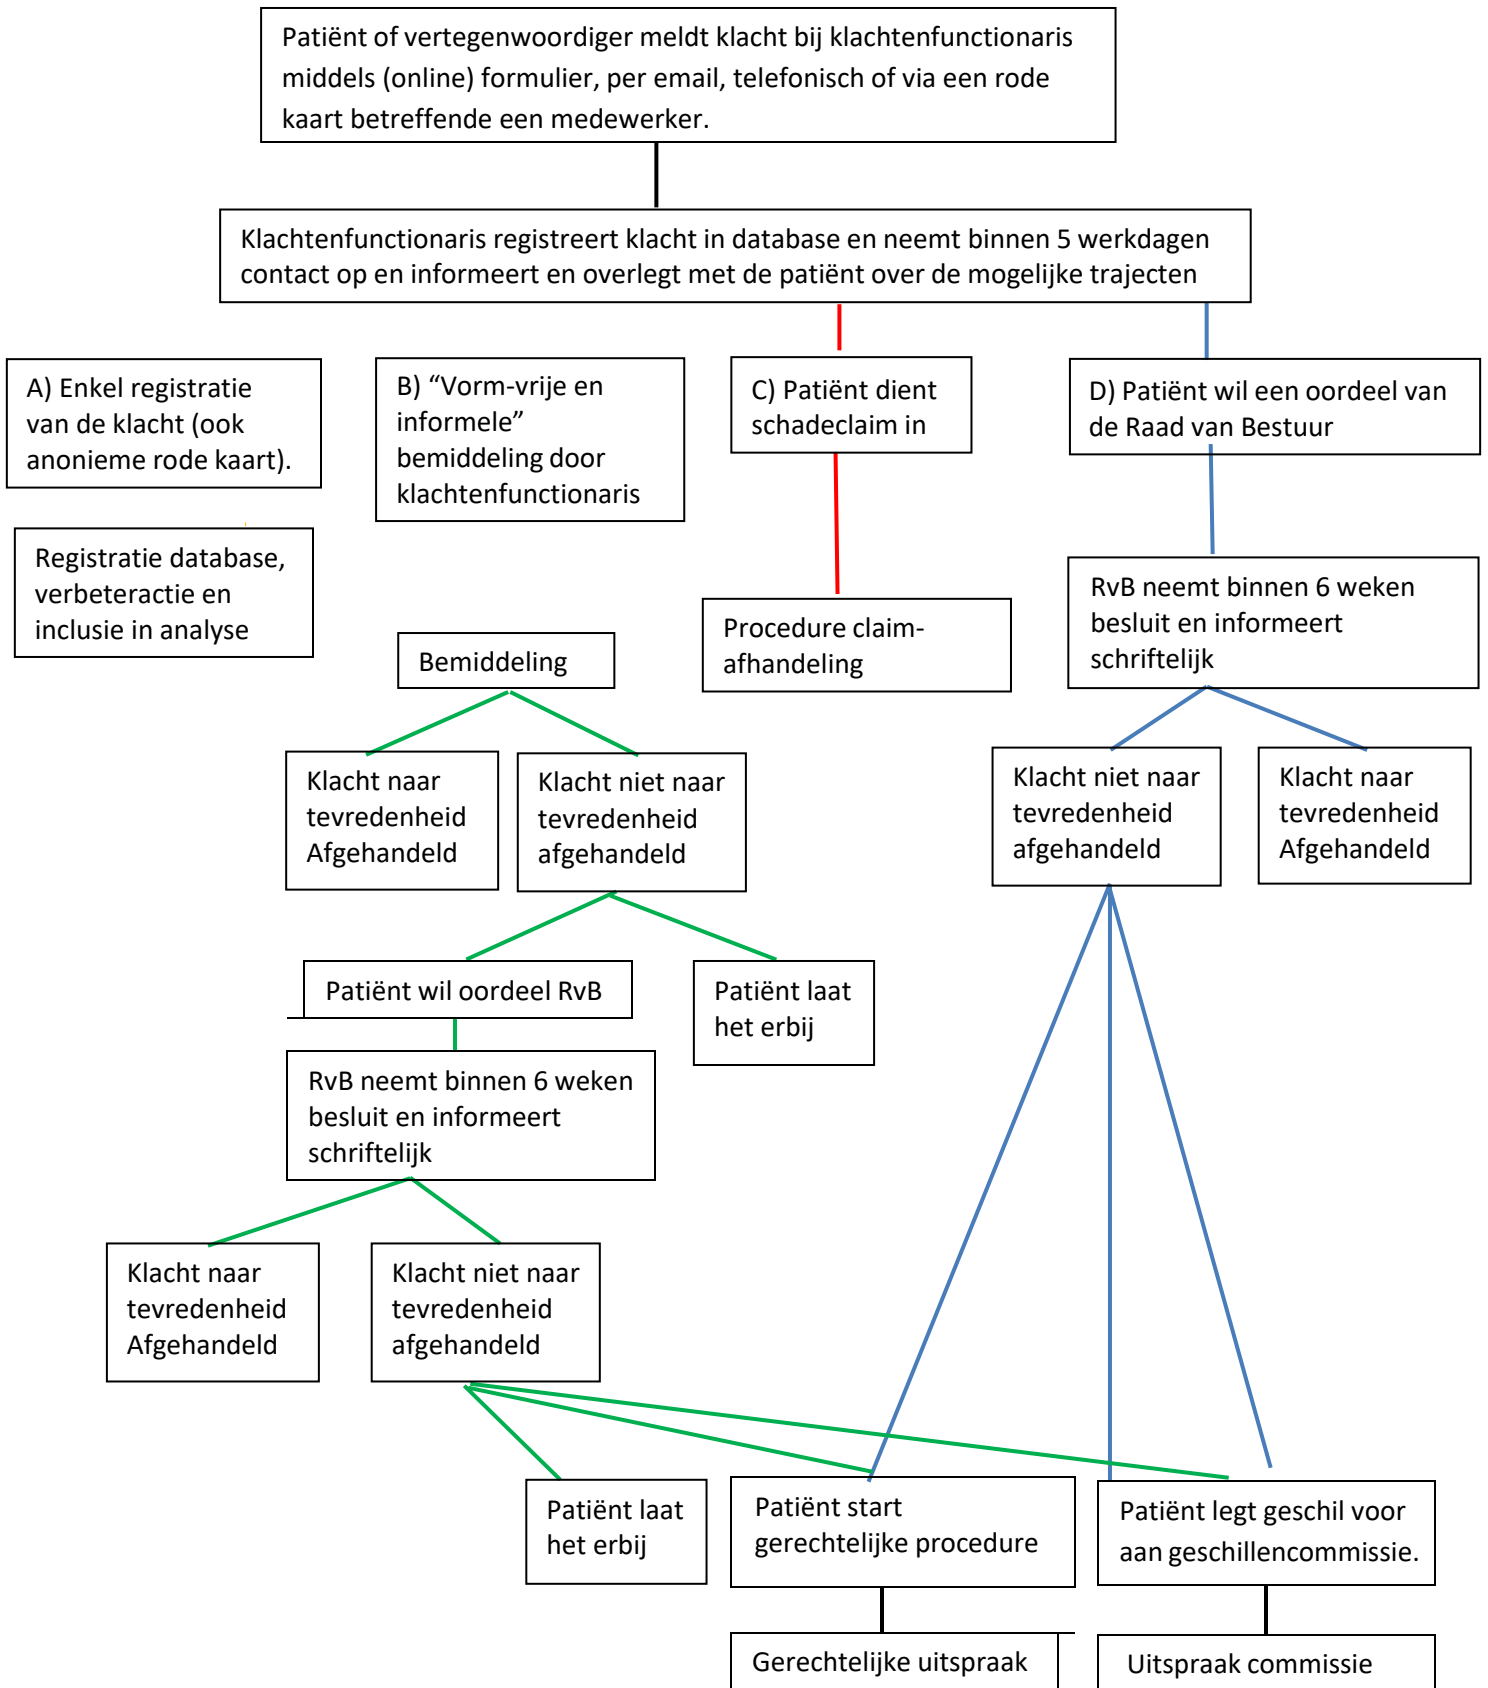 Patiënt of vertegenwoordiger meldt klacht bij klachtenfunctionaris
middels (online) formulier, per email, telefonisch of via een rode
kaart betreffende een medewerker.
Klachtenfunctionaris registreert klacht in database en neemt binnen 5 werkdagen
contact op en informeert en overlegt met de patiënt over de mogelijke trajecten
A) Enkel registratie
van de klacht (ook
anonieme rode kaart).
B) “Vorm-vrije en
informele”
bemiddeling door
klachtenfunctionaris
C) Patiënt dient
schadeclaim in
D) Patiënt wil een oordeel van
de Raad van Bestuur
Registratie database,
verbeteractie en
inclusie in analyse
Bemiddeling
Procedure claim-
afhandeling
RvB neemt binnen 6 weken
besluit en informeert
schriftelijk
Klacht naar
tevredenheid
Afgehandeld
Klacht niet naar
tevredenheid
afgehandeld
Klacht niet naar
tevredenheid
afgehandeld
Klacht naar
tevredenheid
Afgehandeld
Patiënt wil oordeel RvB
Patiënt laat
het erbij
RvB neemt binnen 6 weken
besluit en informeert
schriftelijk
Klacht naar
tevredenheid
Afgehandeld
Klacht niet naar
tevredenheid
afgehandeld
Patiënt laat
het erbij
Patiënt start
gerechtelijke procedure
Patiënt legt geschil voor
aan geschillencommissie.
Gerechtelijke uitspraak
Uitspraak commissie